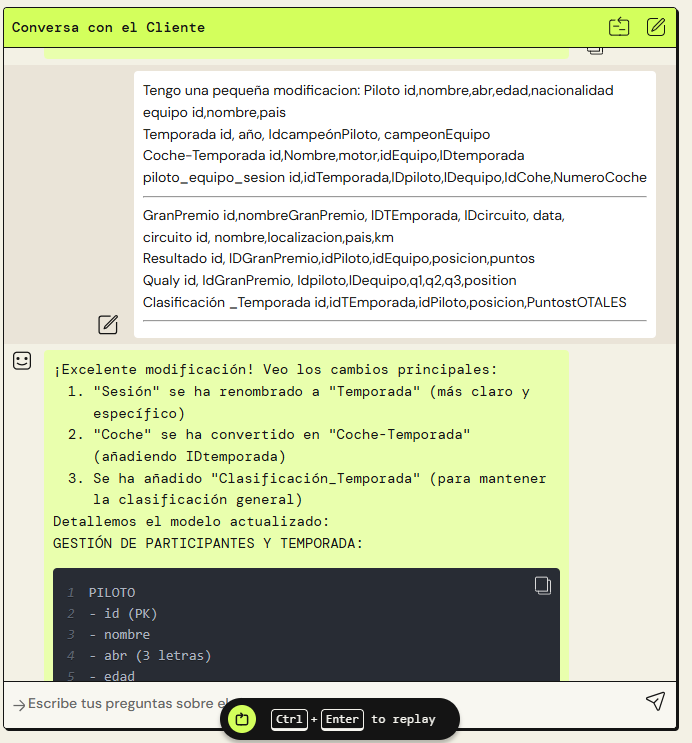 Conversa con el Cliente
Tengo una pequeña modificacion: Piloto id,nombre,abr,edad,nacionalidad
equipo id,nombre,pais
Temporada id, año, IdcampeónPiloto, campeonEquipo
Coche-Temporada id,Nombre,motor,idEquipo,IDtemporada
piloto_equipo_sesion id,idTemporada,IDpiloto,IDequipo,IdCohe,NumeroCoche
GranPremio id,nombreGranPremio, IDTEmporada, IDcircuito, data,
circuito id, nombre,localizacion,pais,km
Resultado id, IDGranPremio,idPiloto,idEquipo,posicion,puntos
Qualy id, IdGranPremio, Idpiloto,IDequipo,q1,q2,q3,position
Clasificación _Temporada id,idTEmporada,idPiloto,posicion,PuntostOTALES
¡Excelente modificación! Veo los cambios principales:
1. "Sesión" se ha renombrado a "Temporada" (más claro y
específico)
2. "Coche" se ha convertido en "Coche-Temporada"
(añadiendo IDtemporada)
3. Se ha añadido "Clasificación_Temporada" (para mantener
la clasificación general)
Detallemos el modelo actualizado:
GESTIÓN DE PARTICIPANTES Y TEMPORADA:
1 PILOTO
2 - id (PK)
3 - nombre
4 - abr (3 letras)
5 - edad
Escribe tus preguntas sobre el
Ctrl + Enter to replay